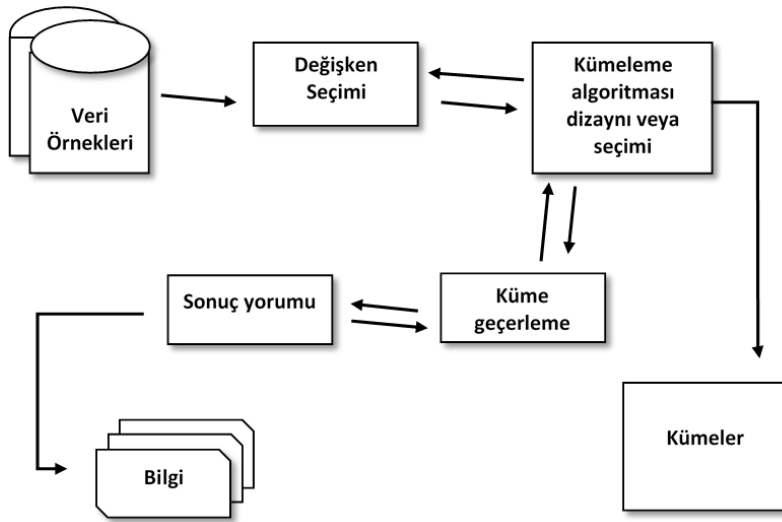 Veri
Örnekleri
Değişken
Seçimi
Kümeleme
algoritması
dizaynı veya
seçimi
Sonuç yorumu
Küme
geçerleme
Bilgi
Kümeler